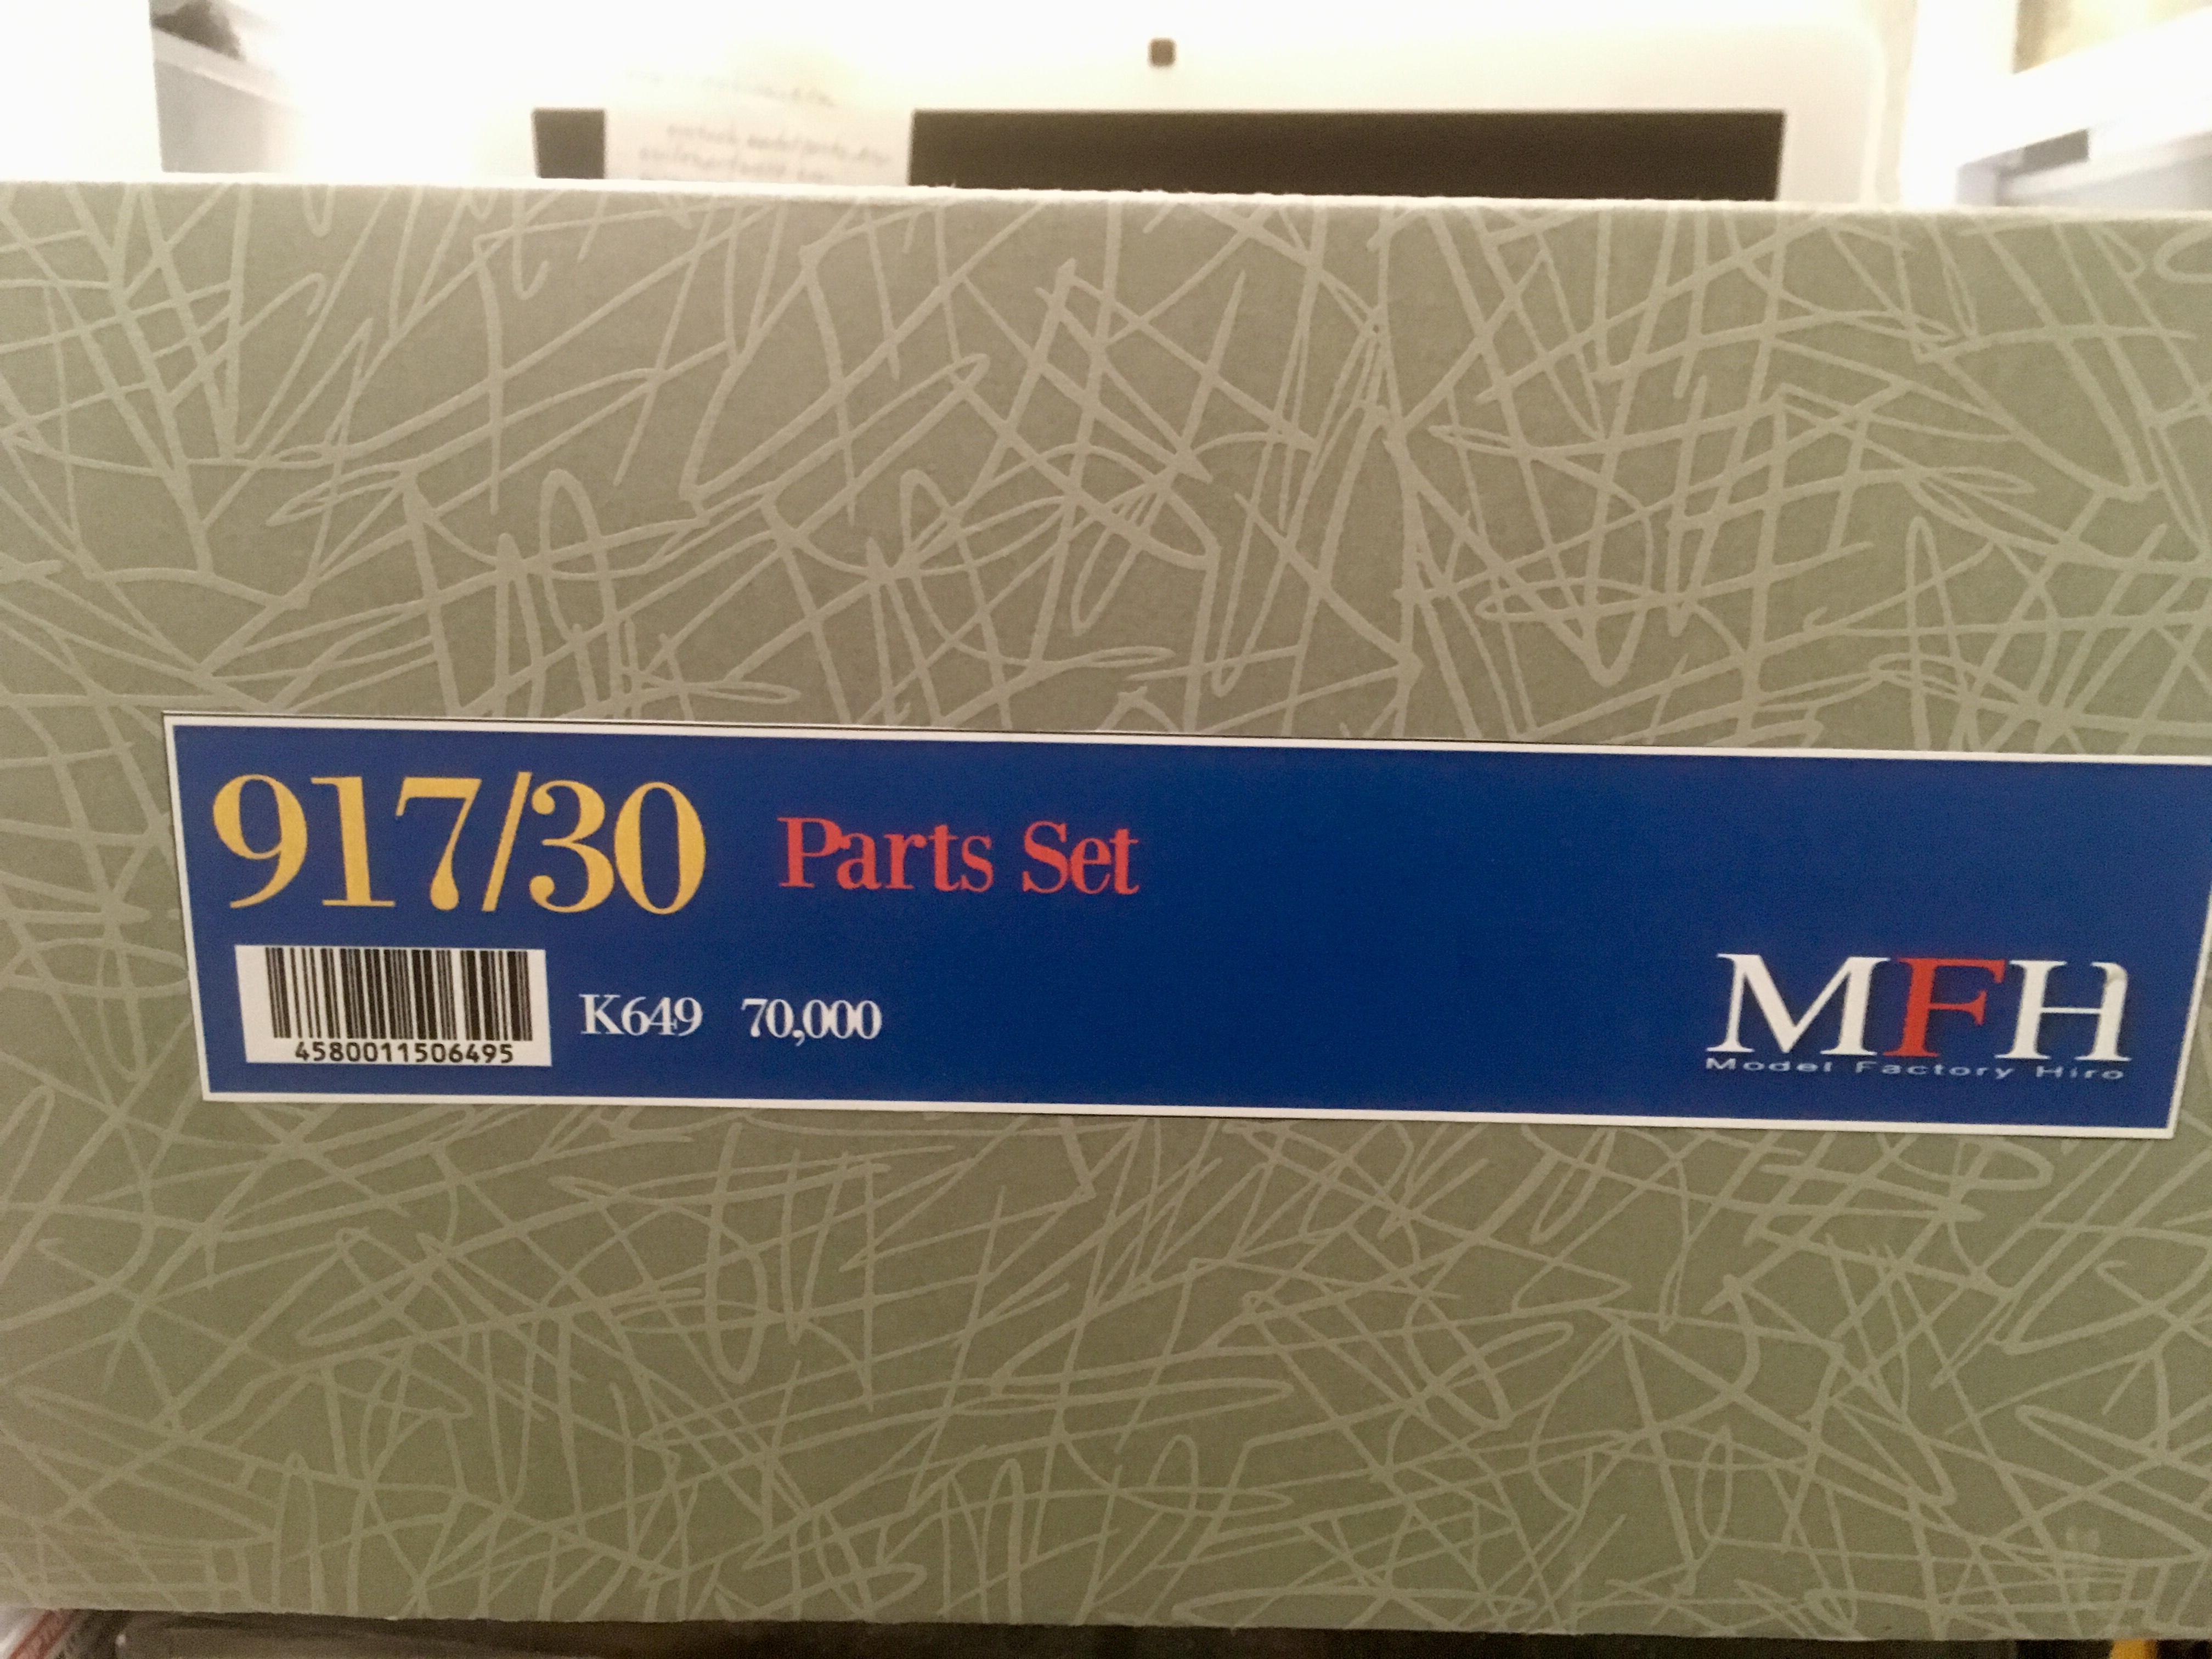 917/30 Parts Set
4580011506495
K649 70,000
MFH
Model Factory Hiro